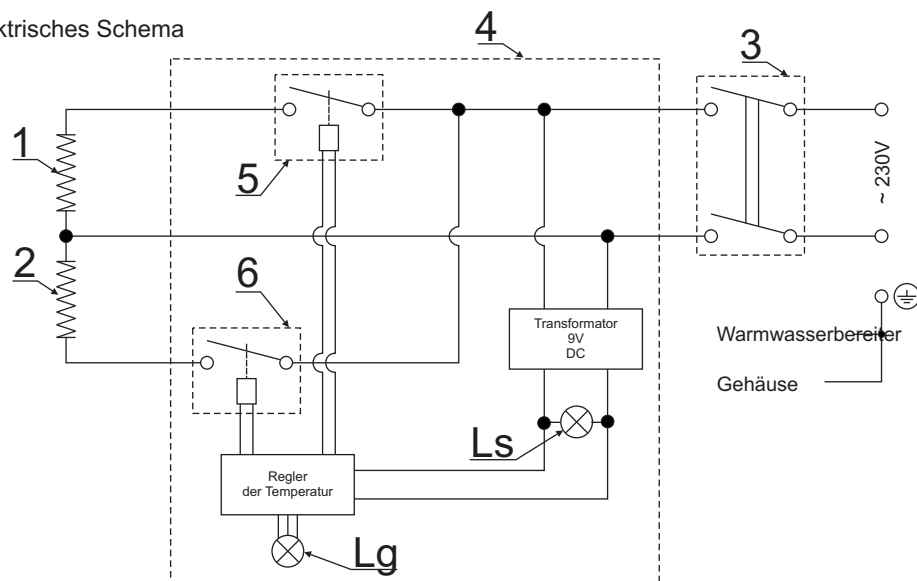 ktrisches Schema
4
3
1
5
~ 230V
2
6
Transformator
9V
DC
Warmwasserbereiter
Gehäuse
Ls
Regler
der Temperatur
Lg